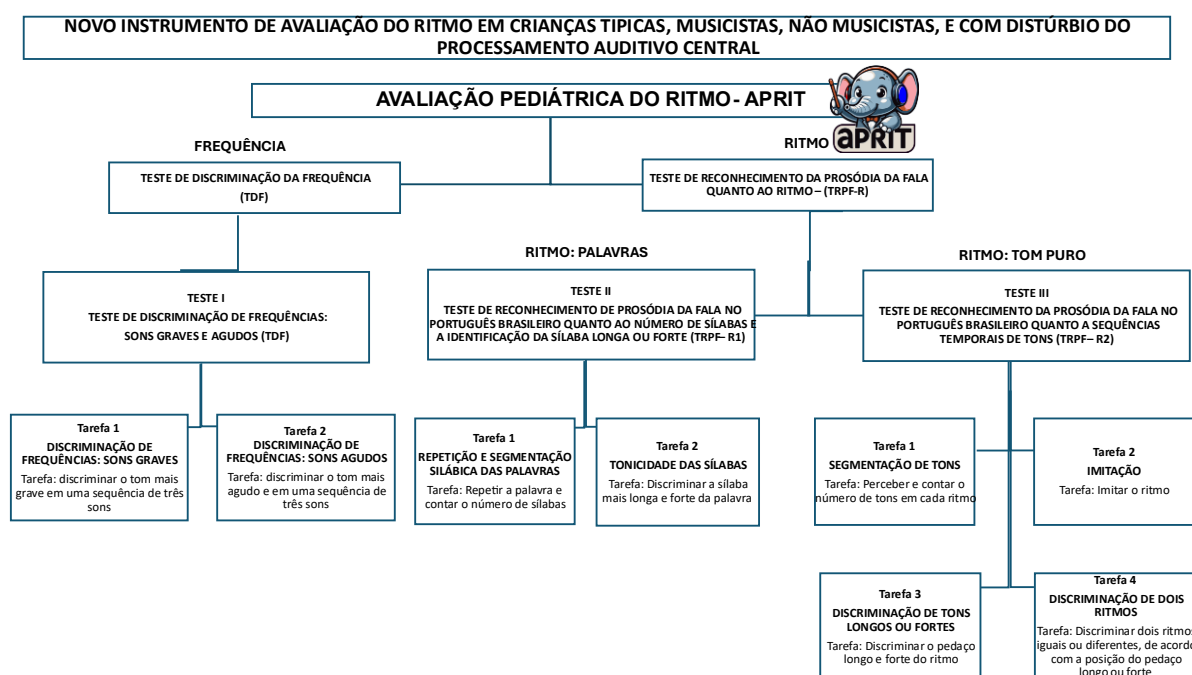 NOVO INSTRUMENTO DE AVALIAÇÃO DO RITMO EM CRIANÇAS TIPICAS, MUSICISTAS, NÃO MUSICISTAS, E COM DISTÚRBIO DO
PROCESSAMENTO AUDITIVO CENTRAL
AVALIAÇÃO PEDIÁTRICA DO RITMO- APRIT
aPRIT
FREQUÊNCIA
RITMO
TESTE DE DISCRIMINAÇÃO DA FREQUÊNCIA
(TDF)
TESTE DE RECONHECIMENTO DA PROSÓDIA DA FALA
QUANTO AO RITMO – (TRPF-R)
RITMO: PALAVRAS
RITMO: TOM PURO
TESTE I
TESTE DE DISCRIMINAÇÃO DE FREQUÊNCIAS:
SONS GRAVES E AGUDOS (TDF)
TESTE II
TESTE DE RECONHECIMENTO DE PROSÓDIA DA FALA NO
PORTUGUÊS BRASILEIRO QUANTO AO NÚMERO DE SÍLABAS E
A IDENTIFICAÇÃO DA SÍLABA LONGA OU FORTE (TRPF– R1)
TESTE III
TESTE DE RECONHECIMENTO DA PROSÓDIA DA FALA NO
PORTUGUÊS BRASILEIRO QUANTO A SEQUÊNCIAS
TEMPORAIS DE TONS (TRPF– R2)
Tarefa 1
DISCRIMINAÇÃO DE
FREQUÊNCIAS: SONS GRAVES
Tarefa: discriminar o tom mais
grave em uma sequência de três
sons
Tarefa 2
DISCRIMINAÇÃO DE
FREQUÊNCIAS: SONS AGUDOS
Tarefa: discriminar o tom mais
agudo e em uma sequência de
três sons
Tarefa 1
REPETIÇÃO E SEGMENTAÇÃO
SILÁBICA DAS PALAVRAS
Tarefa: Repetir a palavra e
contar o número de sílabas
Tarefa 2
TONICIDADE DAS SÍLABAS
Tarefa: Discriminar a sílaba
mais longa e forte da palavra
Tarefa 1
SEGMENTAÇÃO DE TONS
Tarefa: Perceber e contar o
número de tons em cada ritmo
Tarefa 2
IMITAÇÃO
Tarefa: Imitar o ritmo
Tarefa 3
DISCRIMINAÇÃO DE TONS
LONGOS OU FORTES
Tarefa: Discriminar o pedaço
longo e forte do ritmo
Tarefa 4
DISCRIMINAÇÃO DE DOIS
RITMOS
Tarefa: Discriminar dois ritmos
iguais ou diferentes, de acordo
com a posição do pedaço
longo ou forte